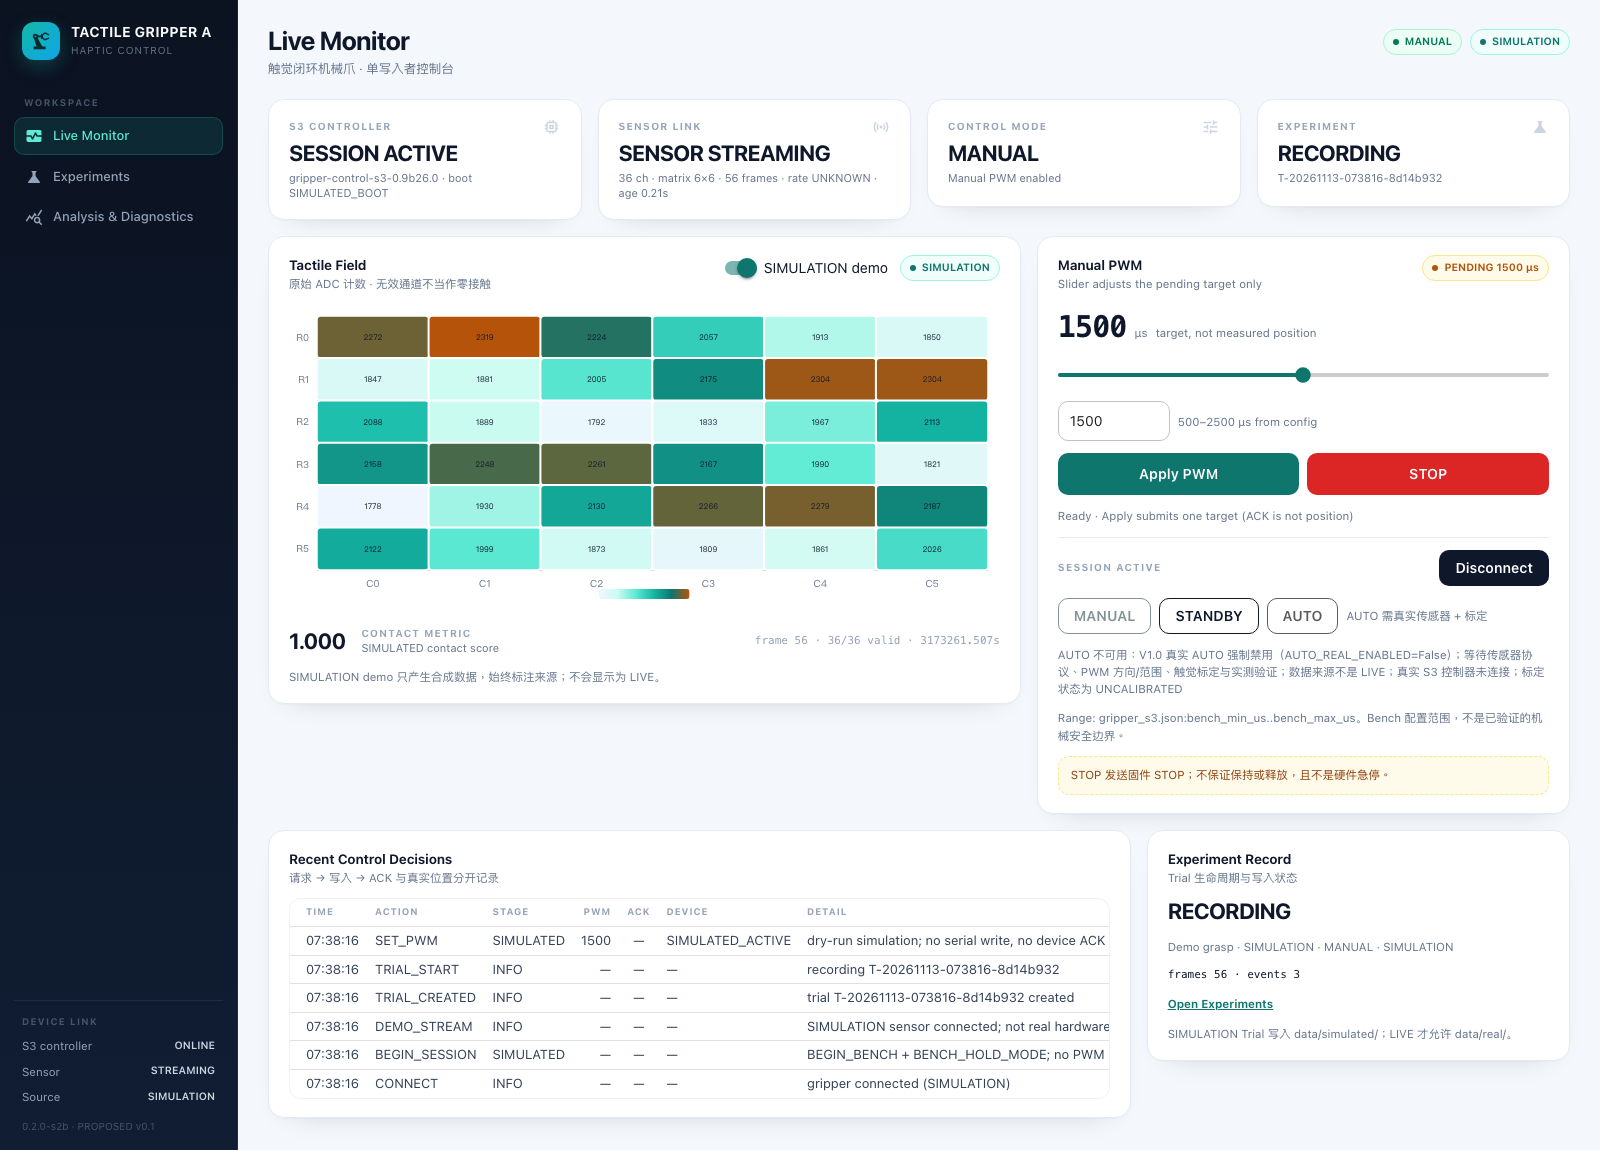 TACTILE GRIPPER A
HAPTIC CONTROL
WORKSPACE
Live Monitor
Experiments
Analysis & Diagnostics
DEVICE LINK
S3 controller ONLINE
Sensor STREAMING
Source SIMULATION
0.2.0-s2b · PROPOSED v0.1
Live Monitor
触觉闭环机械爪 · 单写入者控制台
MANUAL
SIMULATION
S3 CONTROLLER
SESSION ACTIVE
gripper-control-s3-0.9b26.0 · boot
SIMULATED_BOOT
SENSOR LINK
SENSOR STREAMING
36 ch · matrix 6×6 · 56 frames · rate UNKNOWN ·
age 0.21s
CONTROL MODE
MANUAL
Manual PWM enabled
EXPERIMENT
RECORDING
T-20261113-073816-8d14b932
Tactile Field
原始 ADC 计数 · 无效通道不当作零接触
SIMULATION demo
SIMULATION
R0 2272 2319 2224 2057 1913 1850
R1 1847 1881 2005 2175 2304 2304
R2 2088 1889 1792 1833 1967 2113
R3 2158 2248 2261 2167 1990 1821
R4 1778 1930 2130 2266 2279 2187
R5 2122 1999 1873 1809 1861 2026
C0 C1 C2 C3 C4 C5
1.000
CONTACT METRIC
SIMULATED contact score
frame 56 · 36/36 valid · 3173261.507s
SIMULATION demo 只产生合成数据，始终标注来源；不会显示为 LIVE。
Manual PWM
Slider adjusts the pending target only
PENDING 1500 µs
1500 µs target, not measured position
1500
500–2500 µs from config
Apply PWM
STOP
Ready · Apply submits one target (ACK is not position)
SESSION ACTIVE
Disconnect
MANUAL
STANDBY
AUTO
AUTO 需真实传感器 + 标定
AUTO 不可用：V1.0 真实 AUTO 强制禁用（AUTO_REAL_ENABLED=False）；等待传感器协
议、PWM 方向/范围、触觉标定与实测验证；数据来源不是 LIVE；真实 S3 控制器未连接；标定
状态为 UNCALIBRATED
Range: gripper_s3.json:bench_min_us..bench_max_us。Bench 配置范围，不是已验证的机
械安全边界。
STOP 发送固件 STOP；不保证保持或释放，且不是硬件急停。
Recent Control Decisions
请求 → 写入 → ACK 与真实位置分开记录
TIME ACTION STAGE PWM ACK DEVICE DETAIL
07:38:16 SET_PWM SIMULATED 1500 — SIMULATED_ACTIVE dry-run simulation; no serial write, no device ACK
07:38:16 TRIAL_START INFO — — — recording T-20261113-073816-8d14b932
07:38:16 TRIAL_CREATED INFO — — — trial T-20261113-073816-8d14b932 created
07:38:16 DEMO_STREAM INFO — — — SIMULATION sensor connected; not real hardware
07:38:16 BEGIN_SESSION SIMULATED — — — BEGIN_BENCH + BENCH_HOLD_MODE; no PWM
07:38:16 CONNECT INFO — — — gripper connected (SIMULATION)
Experiment Record
Trial 生命周期与写入状态
RECORDING
Demo grasp · SIMULATION · MANUAL · SIMULATION
frames 56 · events 3
Open Experiments
SIMULATION Trial 写入 data/simulated/；LIVE 才允许 data/real/。